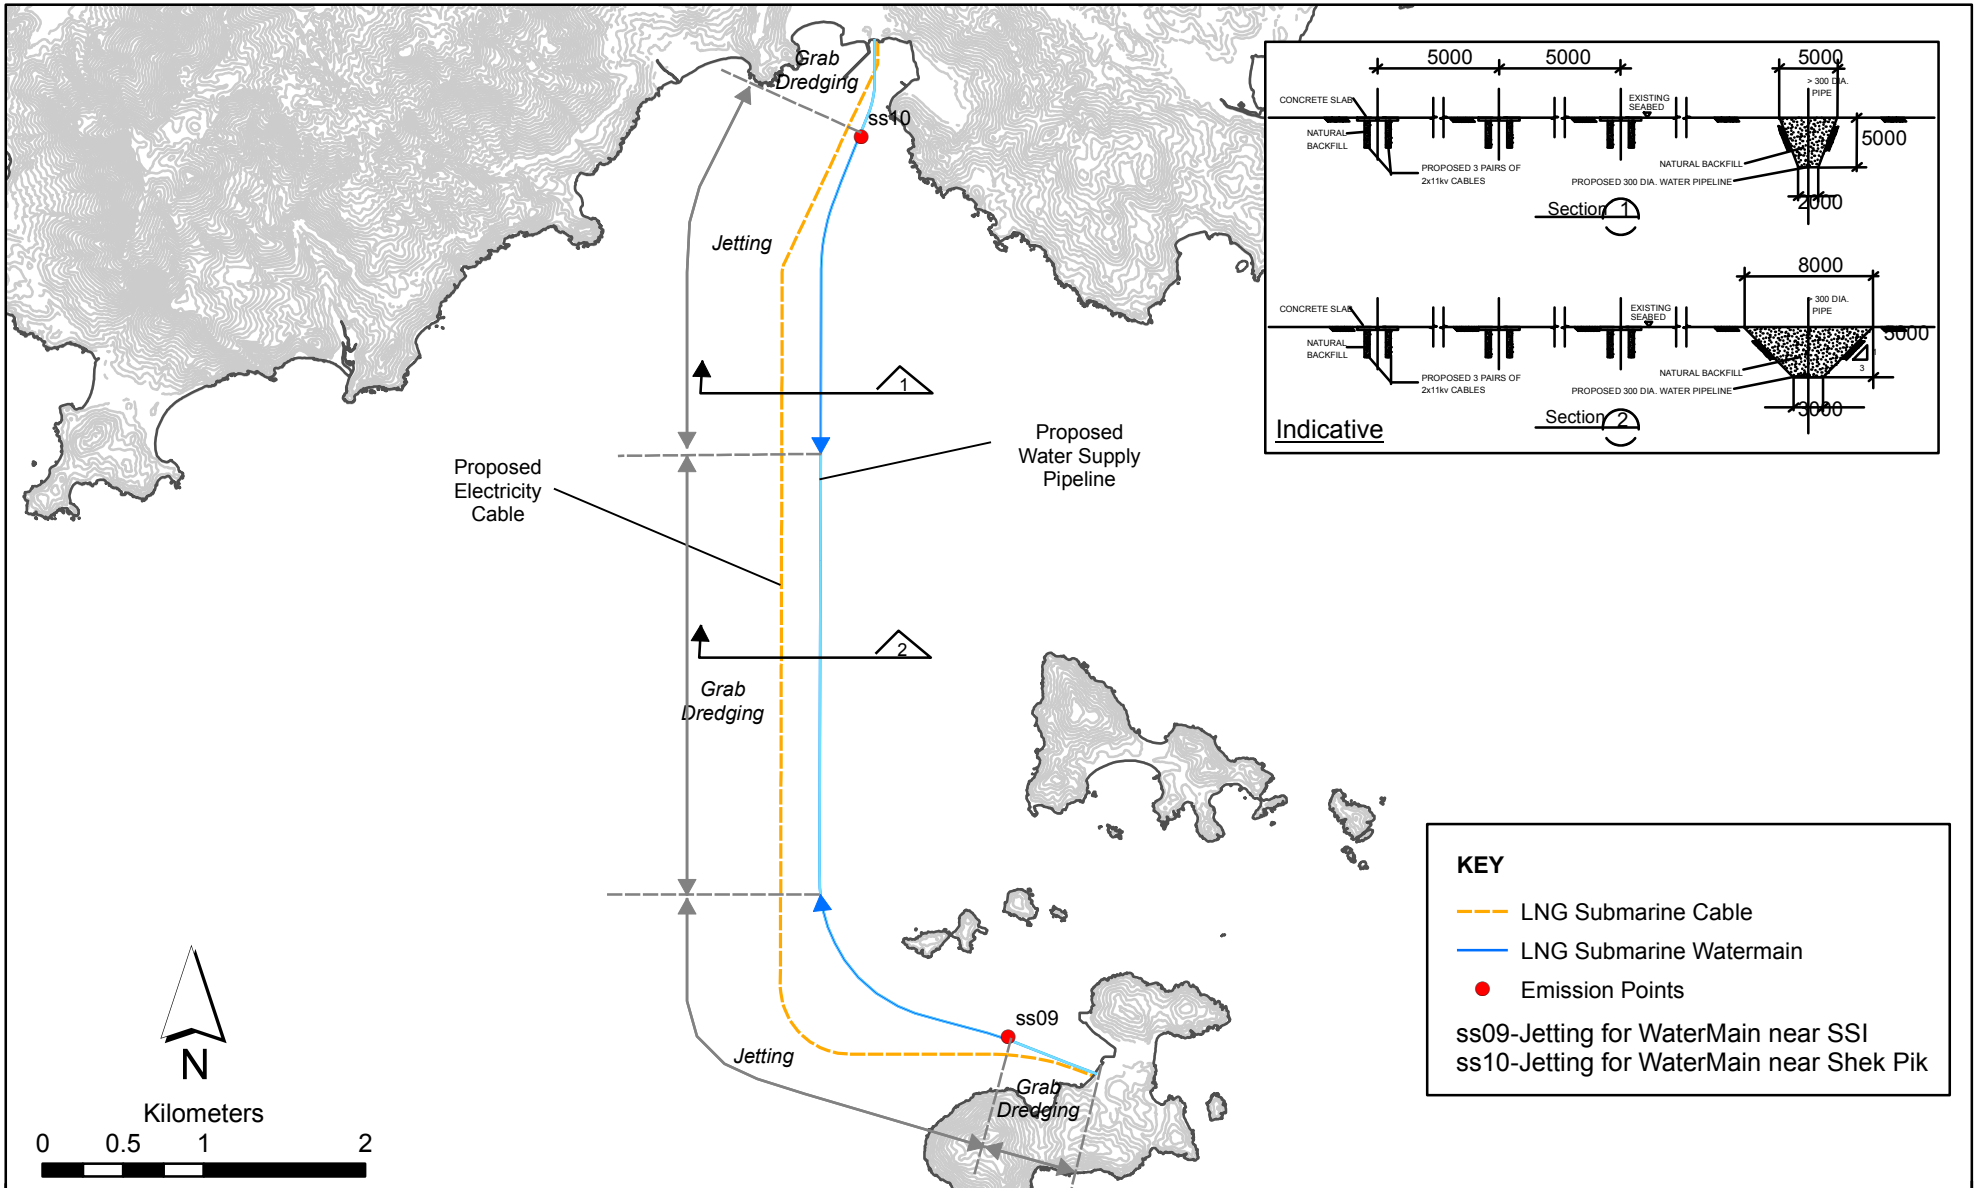 Grab
Dredging
ss10
Jetting
1
Proposed
Water Supply
Pipeline
Proposed
Electricity
Cable
2
Grab
Dredging
ss09
Jetting
Grab
Dredging
N
Kilometers
0 0.5 1 2
5000 5000 5000
> 300 DIA.
PIPE
CONCRETE SLAB
EXISTING
SEABED
NATURAL
BACKFILL
5000
NATURAL BACKFILL
PROPOSED 3 PAIRS OF
2x11kv CABLES
PROPOSED 300 DIA. WATER PIPELINE
2000
Section 1
8000
300 DIA.
PIPE
CONCRETE SLAB
EXISTING
SEABED
5000
NATURAL
BACKFILL
3
NATURAL BACKFILL
PROPOSED 3 PAIRS OF
2x11kv CABLES
PROPOSED 300 DIA. WATER PIPELINE
3000
Section 2
Indicative
KEY
LNG Submarine Cable
LNG Submarine Watermain
Emission Points
ss09-Jetting for WaterMain near SSI
ss10-Jetting for WaterMain near Shek Pik